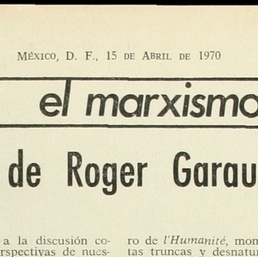 MÉXICO, D. F., 15 DE ABRIL DE 1970
el marxismo
de Roger Garau
a la discusión co-
rspectivas de nues-
ro de l'Humanité, mon
tas truncas y desnatur